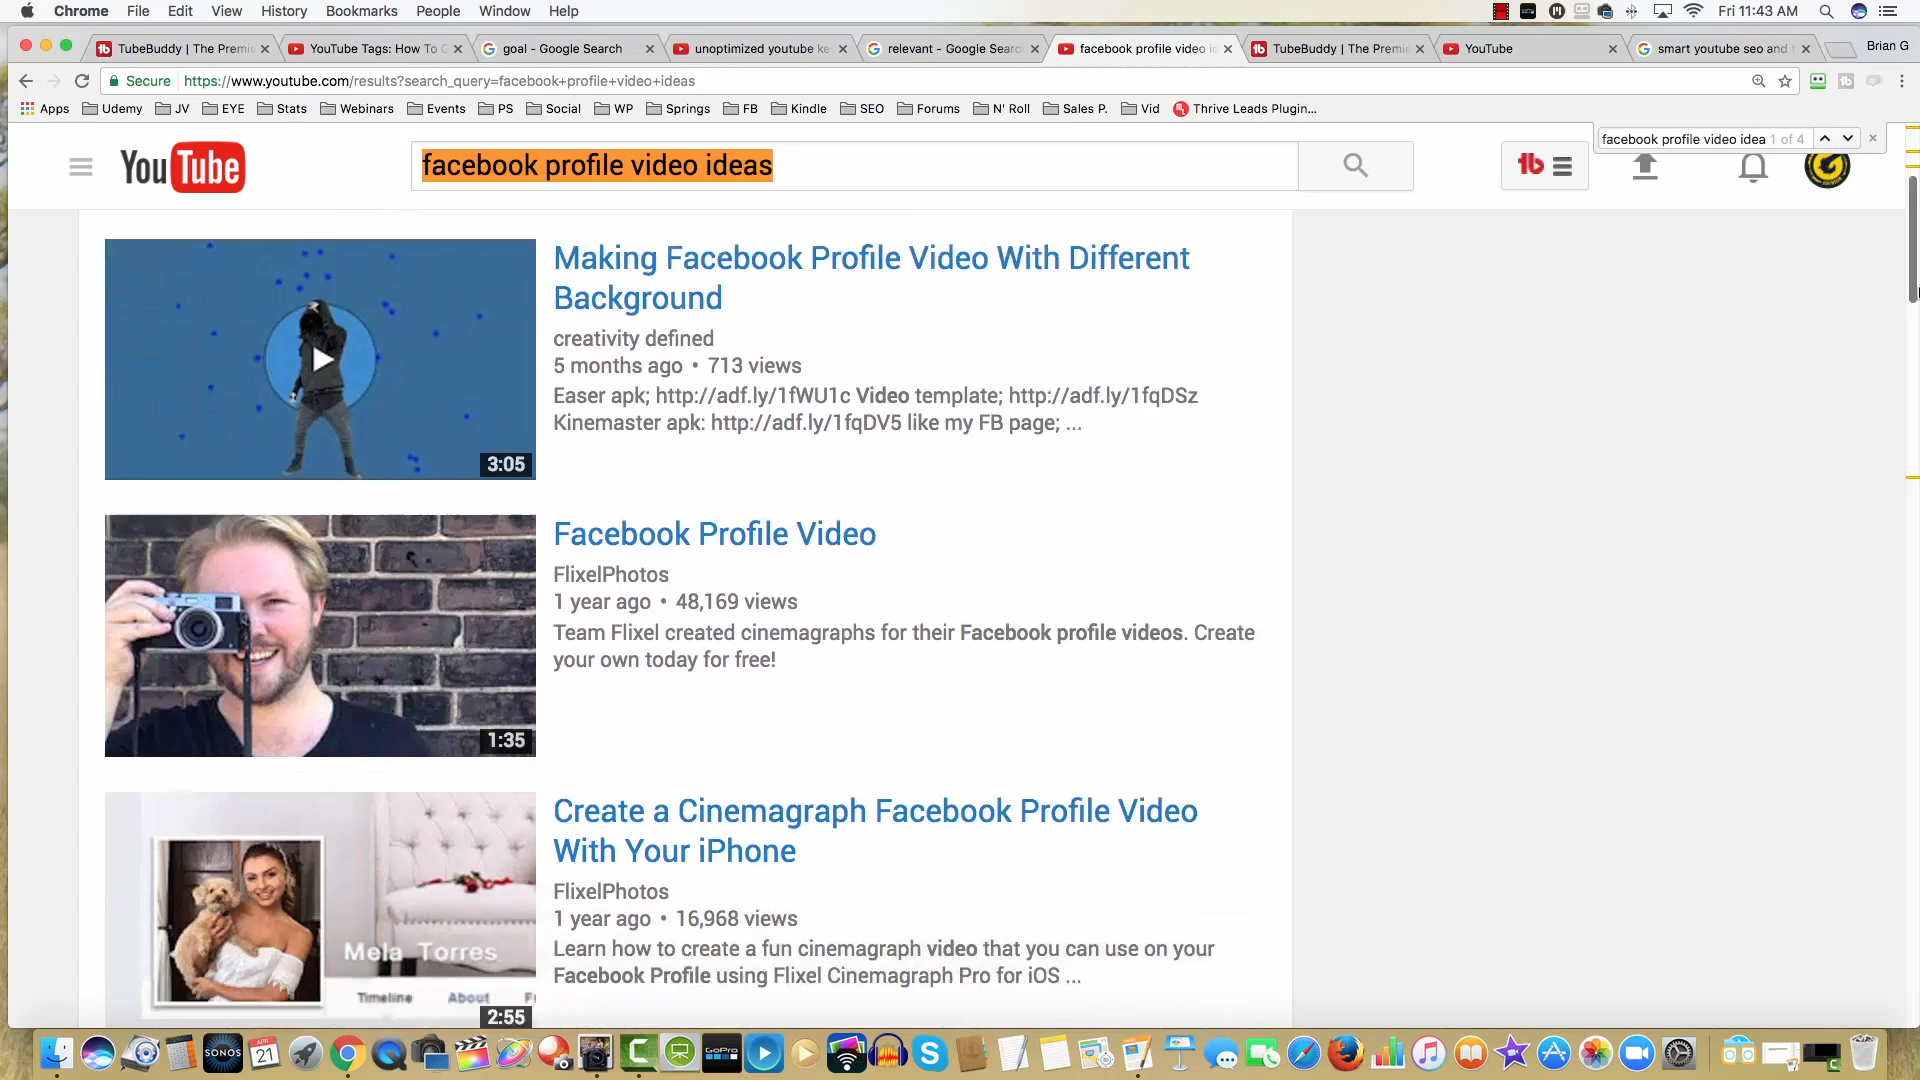 Chrome File Edit View History Bookmarks People Window Help Fri 11:43 AM
TubeBuddy | The Premie
YouTube Tags: How To
goal - Google Search
unoptimized youtube ke
relevant - Google Searc
facebook profile video i
TubeBuddy | The Premie
YouTube
smart youtube seo and
Brian G
Secure https://www.youtube.com/results?search_query=facebook+profile+video+ideas
Apps Udemy JV EYE Stats Webinars Events PS Social WP Springs FB Kindle SEO Forums N' Roll Sales P. Vid Thrive Leads Plugin...
facebook profile video idea 1 of 4
YouTube
facebook profile video ideas
tb
Making Facebook Profile Video With Different
Background
creativity defined
5 months ago • 713 views
Easer apk; http://adf.ly/1fWU1c Video template; http://adf.ly/1fqDSz
Kinemaster apk: http://adf.ly/1fqDV5 like my FB page; ...
3:05
Facebook Profile Video
FlixelPhotos
1 year ago • 48,169 views
Team Flixel created cinemagraphs for their Facebook profile videos. Create
your own today for free!
1:35
Create a Cinemagraph Facebook Profile Video
With Your iPhone
FlixelPhotos
1 year ago • 16,968 views
Learn how to create a fun cinemagraph video that you can use on your
Facebook Profile using Flixel Cinemagraph Pro for iOS ...
Mela Torres
Timeline About
2:55
SONOS
APR
21
GoPro